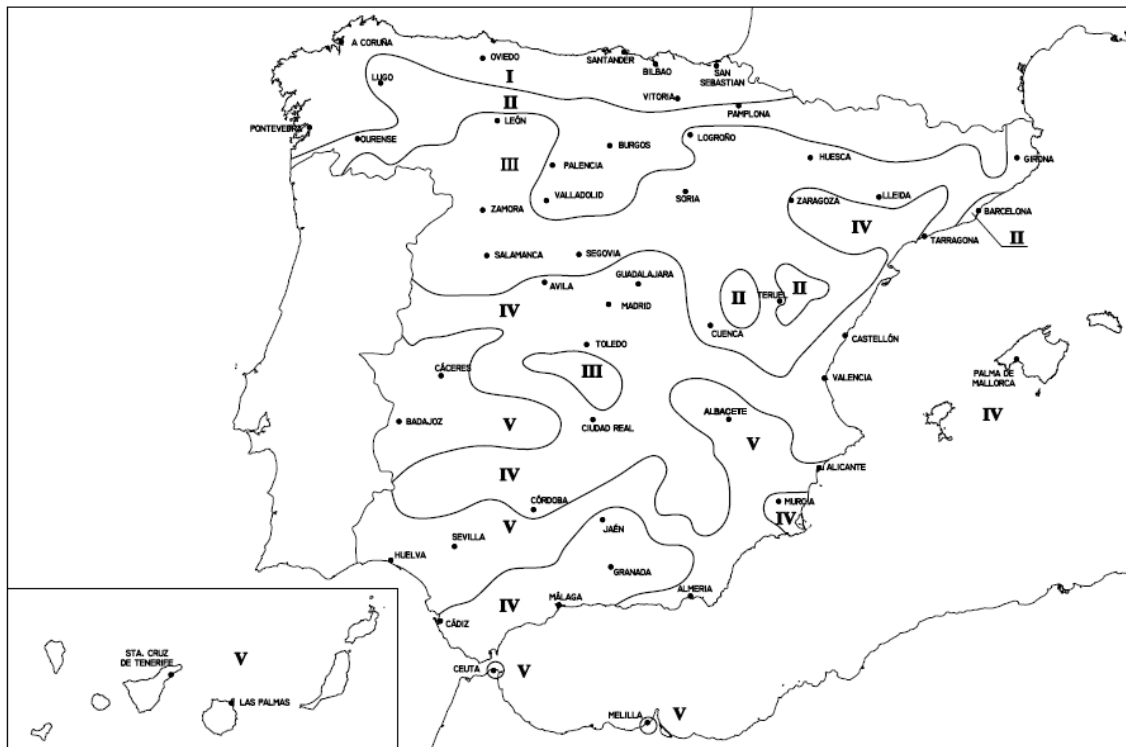 A CORUÑA
OVIEDO
SANTANDER
BILBAO
SAN
SEBASTIAN
LUGO
I
VITORIA
II
PAMPLONA
LEÓN
PONTEVEDRA
OURENSE
LOGROÑO
BURGOS
HUESCA
GIRONA
III
PALENCIA
VALLADOLID
SORIA
ZARAGOZA
LLEIDA
ZAMORA
BARCELONA
IV
TARRAGONA
II
SALAMANCA
SEGOVIA
GUADALAJARA
AVILA
II
II
TERUEL
IV
MADRID
CUENCA
CASTELLÓN
TOLEDO
CÁCERES
III
VALENCIA
PALMA DE
MALLORCA
IV
ALBACETE
BADAJOZ
V
CIUDAD REAL
V
ALICANTE
IV
CÓRDOBA
MURCIA
IV
V
JAÉN
SEVILLA
HUELVA
GRANADA
ALMERIA
MÁLAGA
IV
CÁDIZ
STA. CRUZ
DE TENERIFE
V
LAS PALMAS
CEUTA
V
MELILLA
V